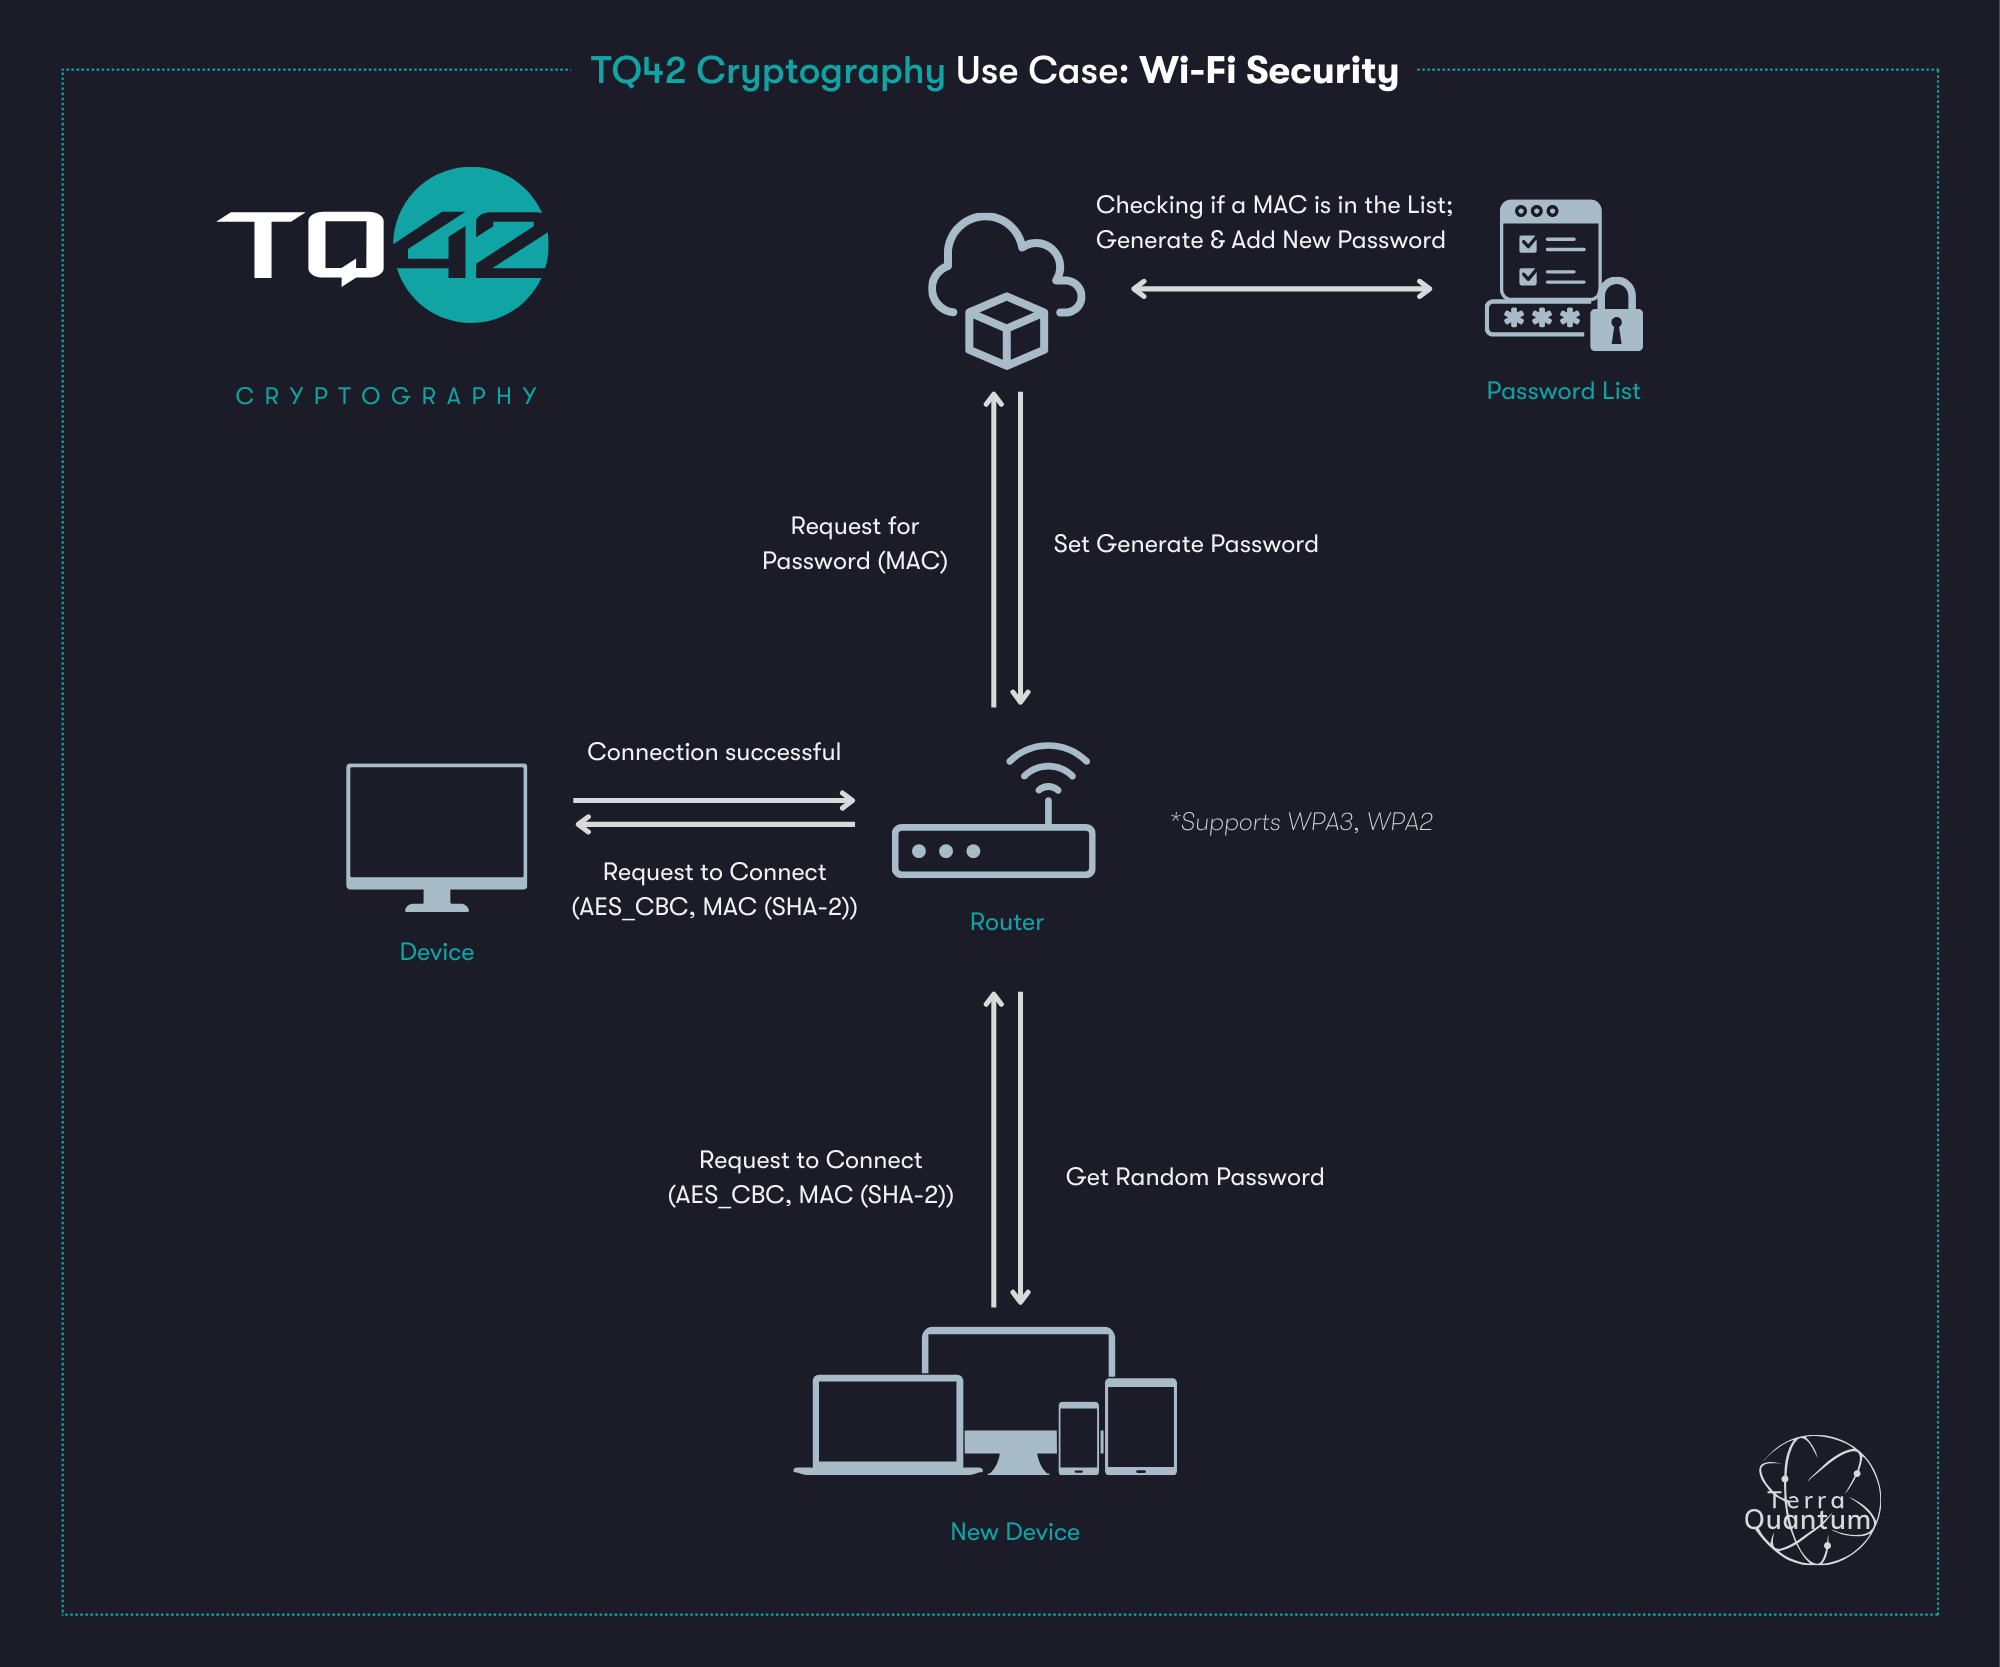 TQ42 Cryptography Use Case: Wi-Fi Security
TQ42
CRYPTOGRAPHY
Checking if a MAC is in the List;
Generate & Add New Password
***
Password List
Request for
Password (MAC)
Set Generate Password
Connection successful
Request to Connect
(AES_CBC, MAC (SHA-2))
Device
Router
*Supports WPA3, WPA2
Request to Connect
(AES_CBC, MAC (SHA-2))
Get Random Password
New Device
Terra
Quantum